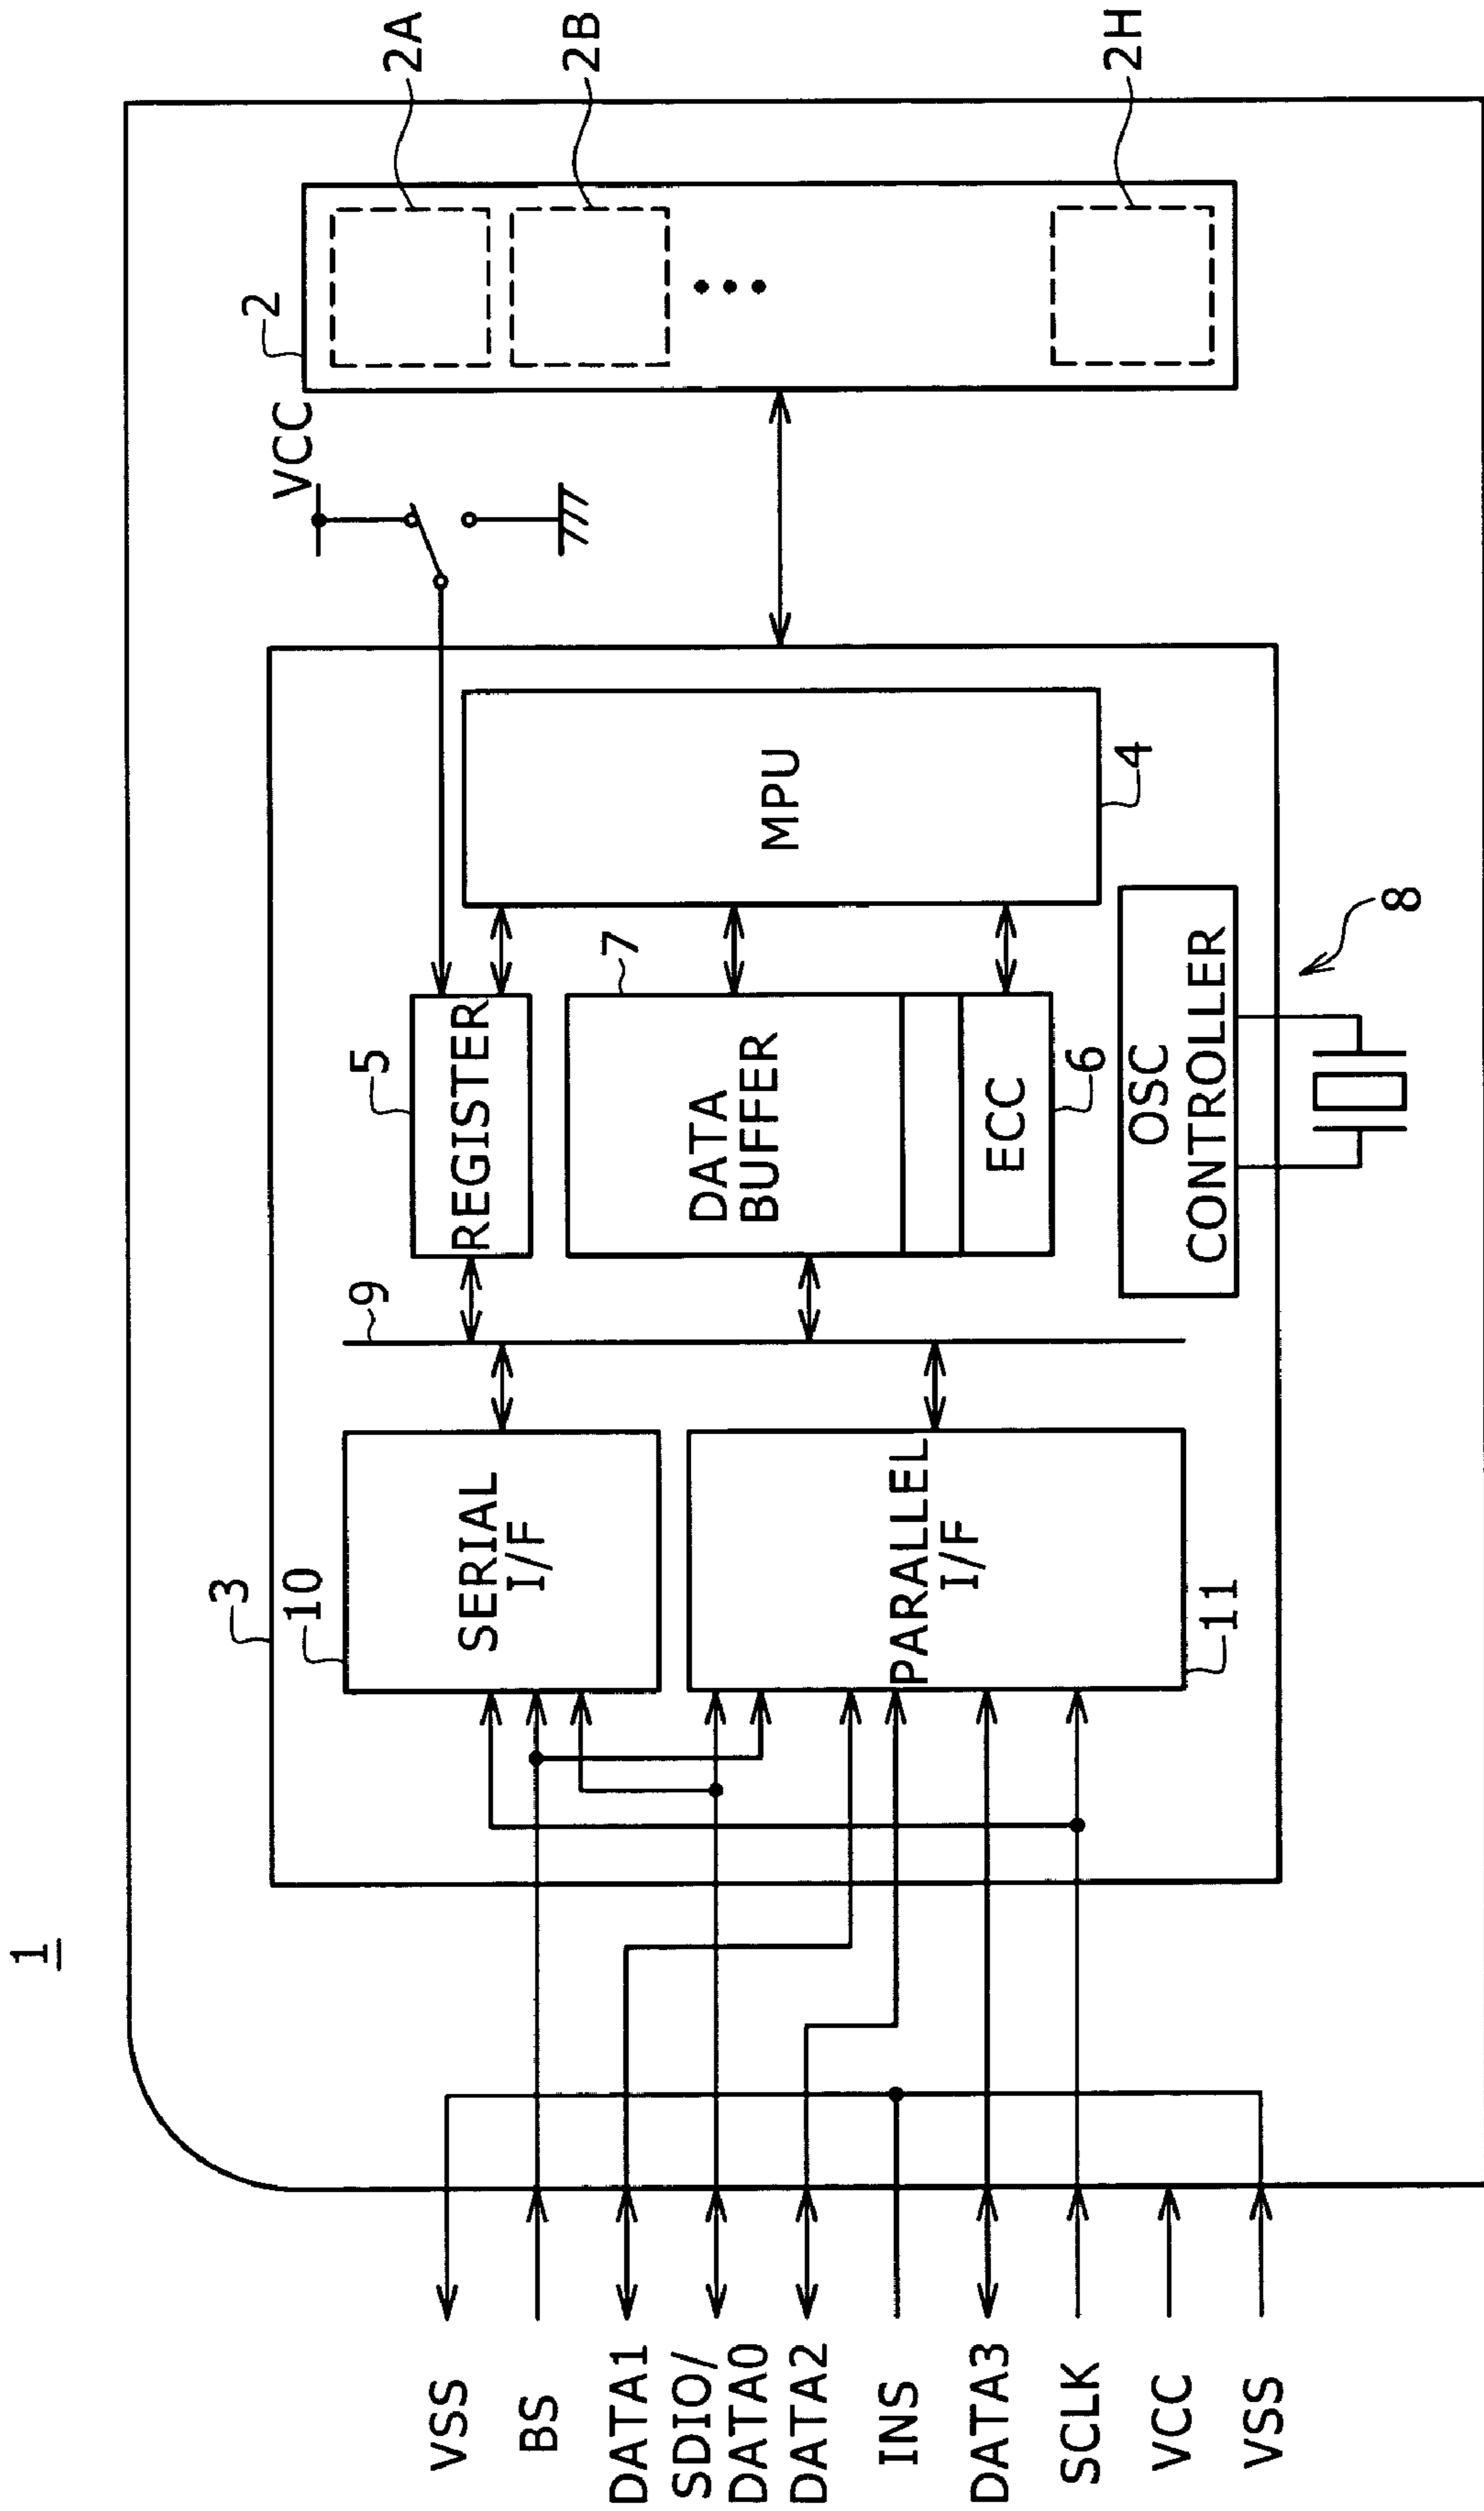 1
3
10
SERIAL
I/F
PARALLEL
I/F
11
9
5
REGISTER
7
DATA
BUFFER
ECC
6
OSC
CONTROLLER
8
MPU
4
VCC
2
2A
2B
2H
VSS
BS
DATA1
SDIO/
DATA0
DATA2
INS
DATA3
SCLK
VCC
VSS